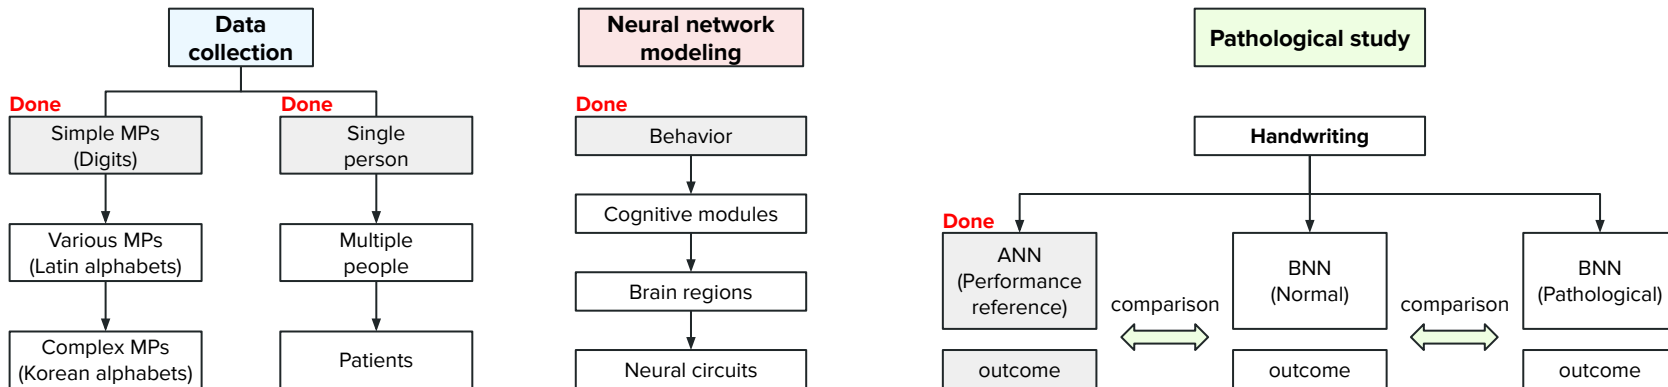 Data
collection
Done
Simple MPs
(Digits)
Various MPs
(Latin alphabets)
Complex MPs
(Korean alphabets)
Done
Single
person
Multiple
people
Patients
Neural network
modeling
Done
Behavior
Cognitive modules
Brain regions
Neural circuits
Pathological study
Handwriting
Done
ANN
(Performance
reference)
outcome
comparison
BNN
(Normal)
outcome
comparison
BNN
(Pathological)
outcome